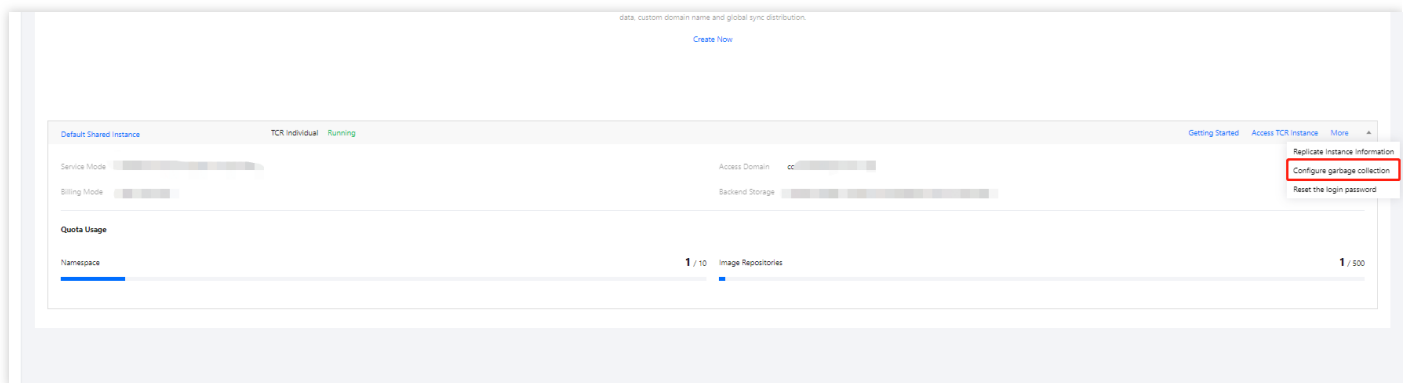 data, custom domain name and global sync distribution.
Create Now
Default Shared Instance TCR Individual Running Getting Started Access TCR Instance More
Replicate Instance Information
Configure garbage collection
Reset the login password
Service Mode Access Domain cc
Billing Mode Backend Storage
Quota Usage
Namespace 1 / 10 Image Repositories 1 / 500